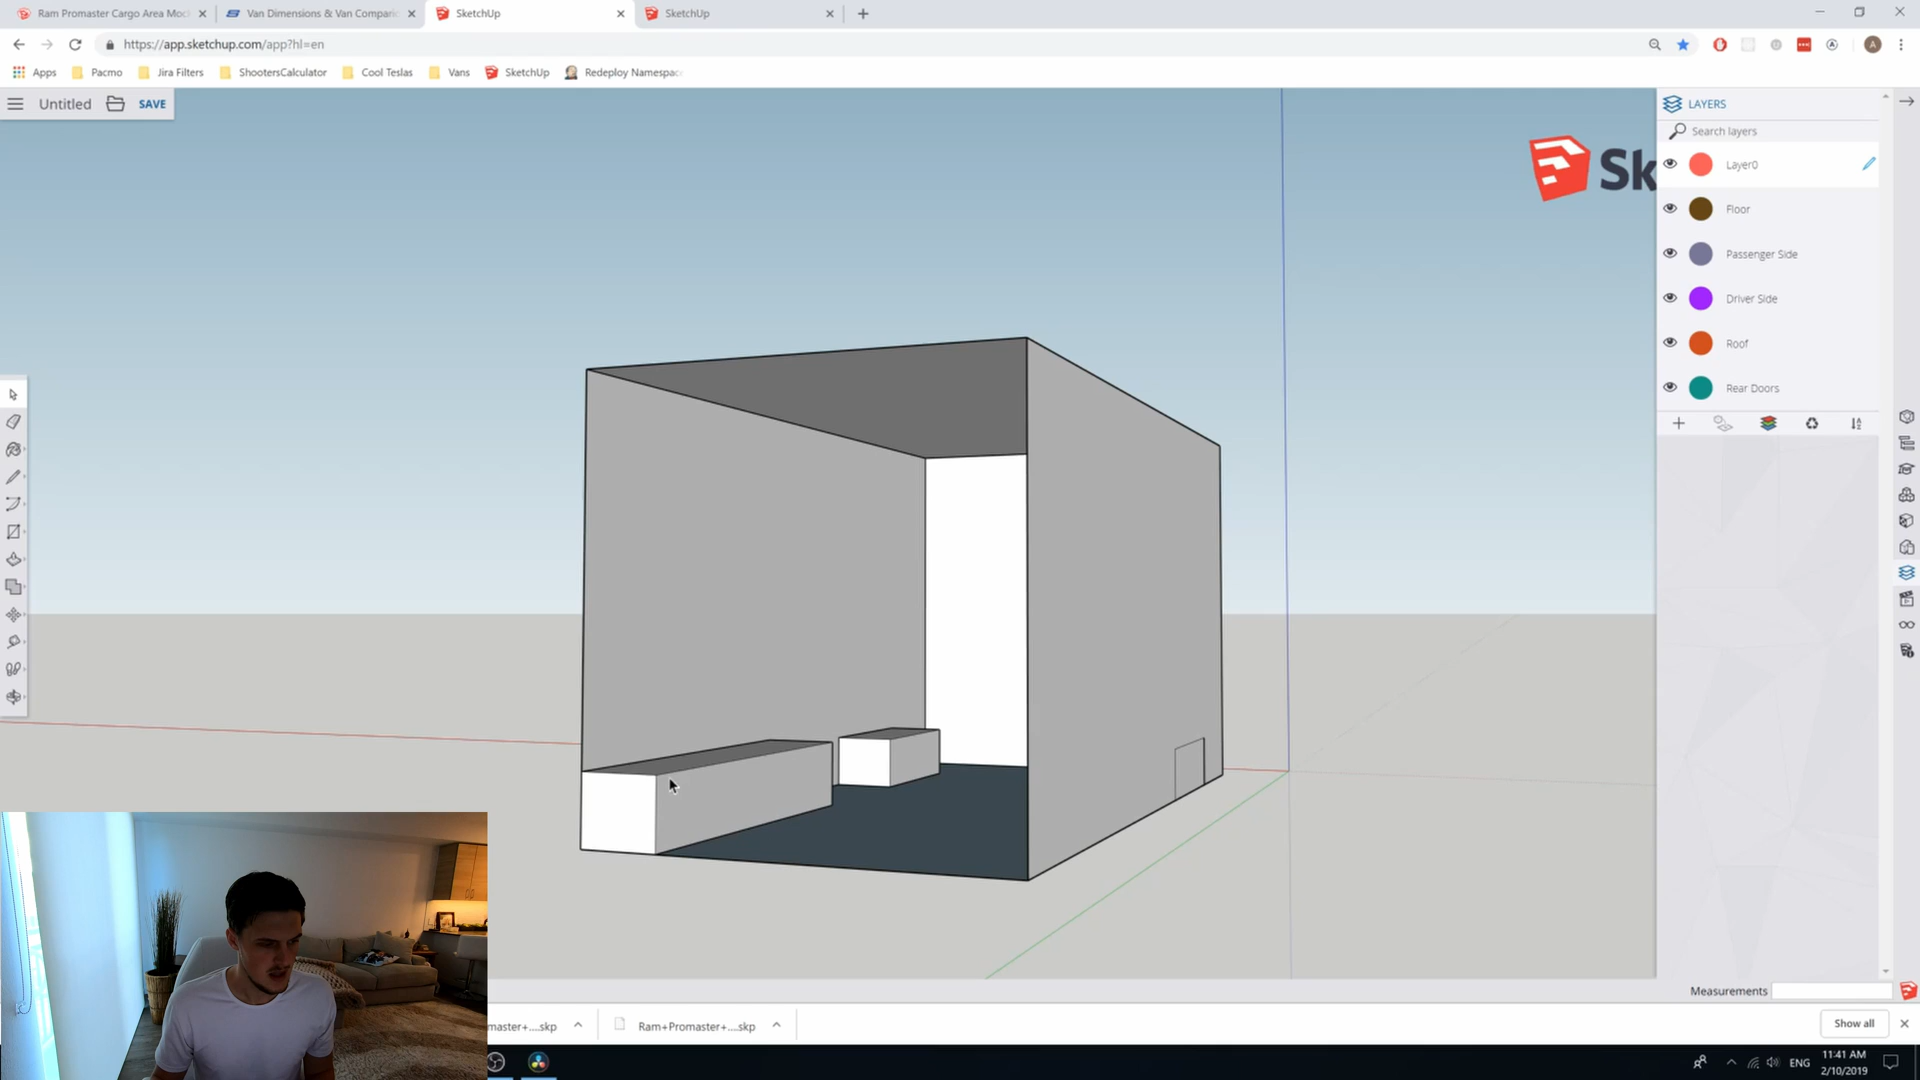 Ram Promaster Cargo Area Moc
Van Dimensions & Van Comparis
SketchUp
SketchUp
https://app.sketchup.com/app?hl=en
A
Apps
Pacmo
Jira Filters
ShootersCalculator
Cool Teslas
Vans
SketchUp
Redeploy Namespac
Untitled
SAVE
Sk
LAYERS
Search layers
Layer0
Floor
Passenger Side
Driver Side
Roof
Rear Doors
Measurements
master+....skp
Ram+Promaster+....skp
Show all
ENG
11:41 AM
2/10/2019